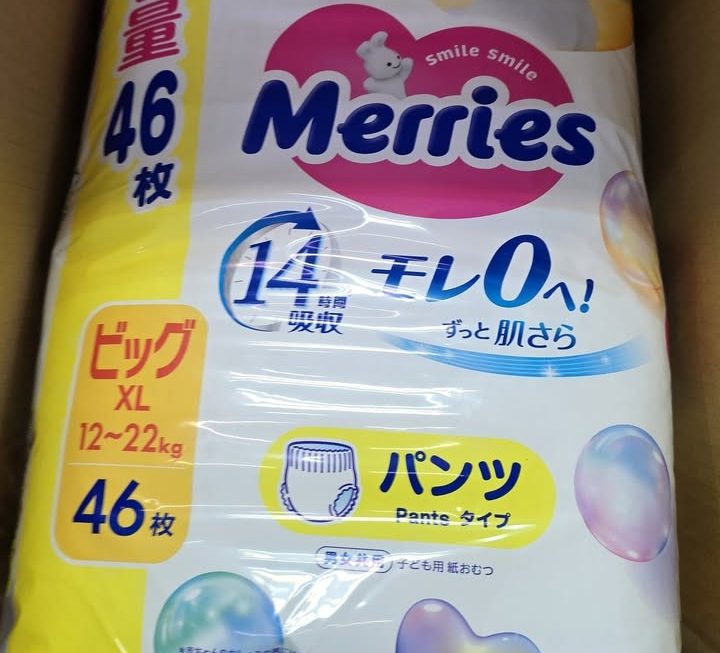 量
46
枚
Smile Smile
Merries
14
時間
吸収
モレ0へ!
ずっと肌さら
ビッグ
XL
12~22kg
46枚
パンツ
Pants タイプ
男女共用 子ども用 紙おむつ